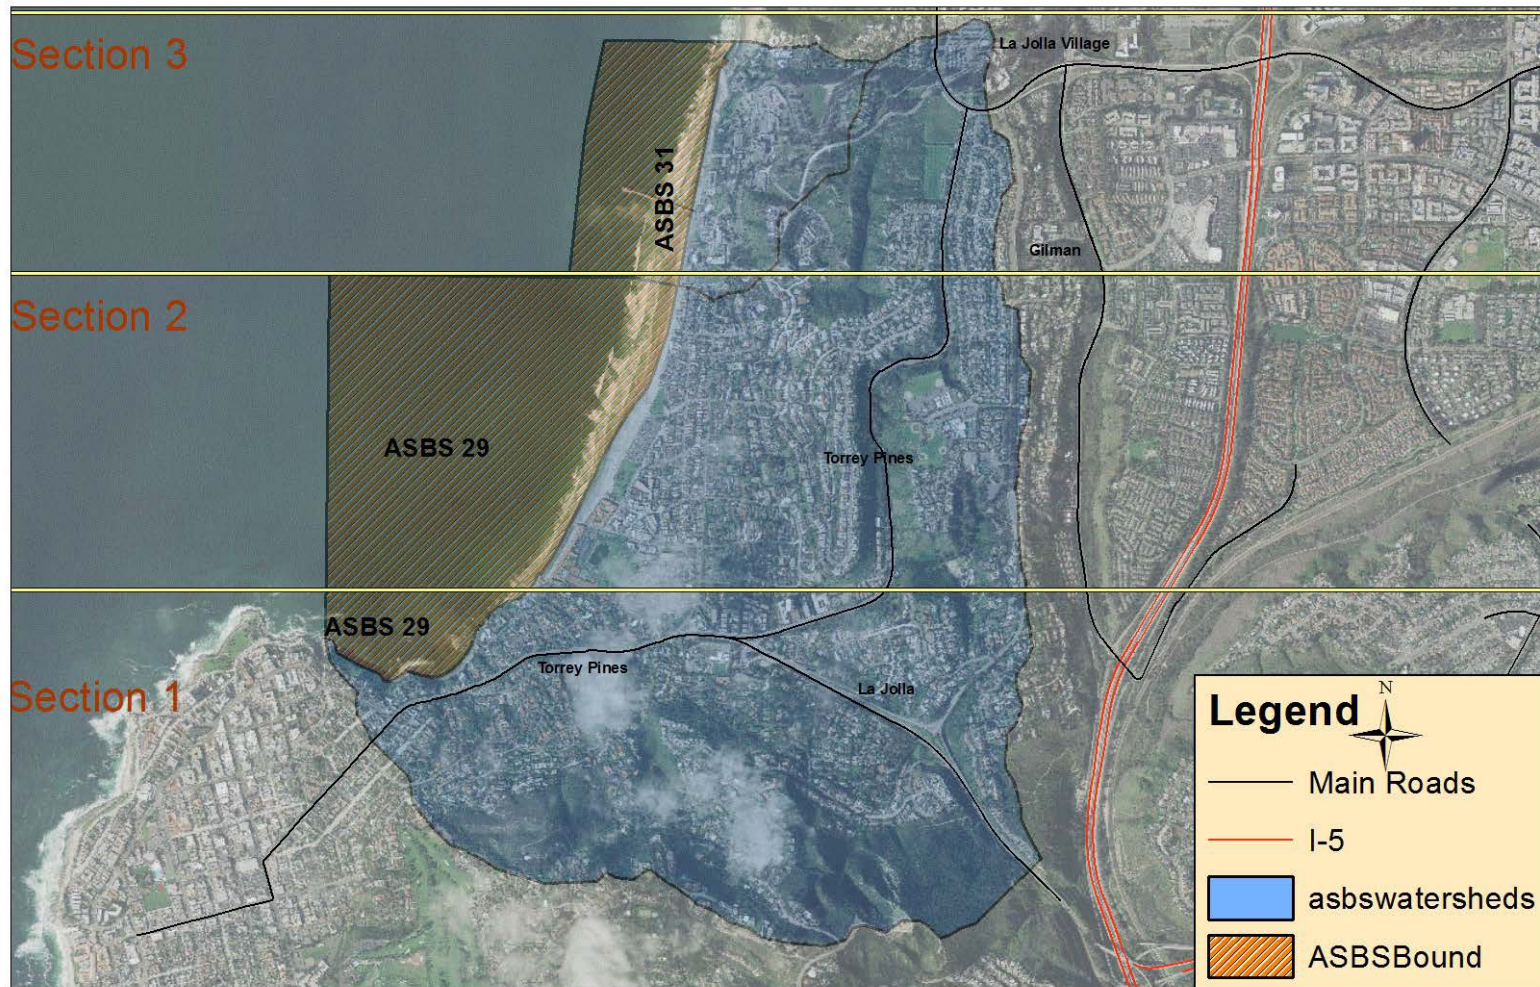 Section 3
La Jolla Village
ASBS 31
Gilman
Section 2
ASBS 29
Torrey Pines
ASBS 29
Torrey Pines
La Jolla
Section 1
Legend
N
Main Roads
I-5
asbswatersheds
ASBSBound